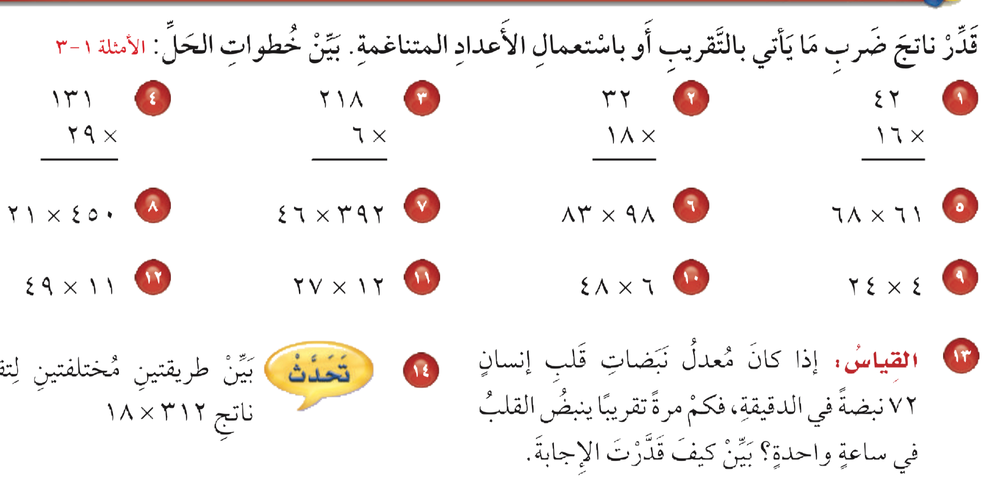 قَدِّرْ ناتجَ ضَربِ مَا يَأتي بالتَّقريبِ أَو باسْتعمالِ الأَعدادِ المتناغمةِ. بَيِّنْ خُطواتِ الحَلِّ: الأمثلة ١ - ٣
١ ٤٢ ٢ ٣٢ ٣ ٢١٨ ٤ ١٣١
× ١٦ × ١٨ × ٦ × ٢٩
٥ ٦١ × ٦٨ ٦ ٩٨ × ٨٣ ٧ ٣٩٢ × ٤٦ ٨ ٤٥٠ × ٢١
٩ ٤ × ٢٤ ١٠ ٦ × ٤٨ ١١ ١٢ × ٢٧ ١٢ ١١ × ٤٩
١٣ القِياسُ: إذا كانَ مُعدلُ نَبَضاتِ قَلبِ إنسانٍ
٧٢ نبضةً في الدقيقةِ، فكمْ مرةً تقريبًا ينبضُ القلبُ
في ساعةٍ واحدةٍ؟ بَيِّنْ كيفَ قَدَّرْتَ الإجابةَ.
١٤ تَحَدَّثْ بَيِّنْ طريقتينِ مُختلفتينِ
ناتجِ ٣١٢ × ١٨